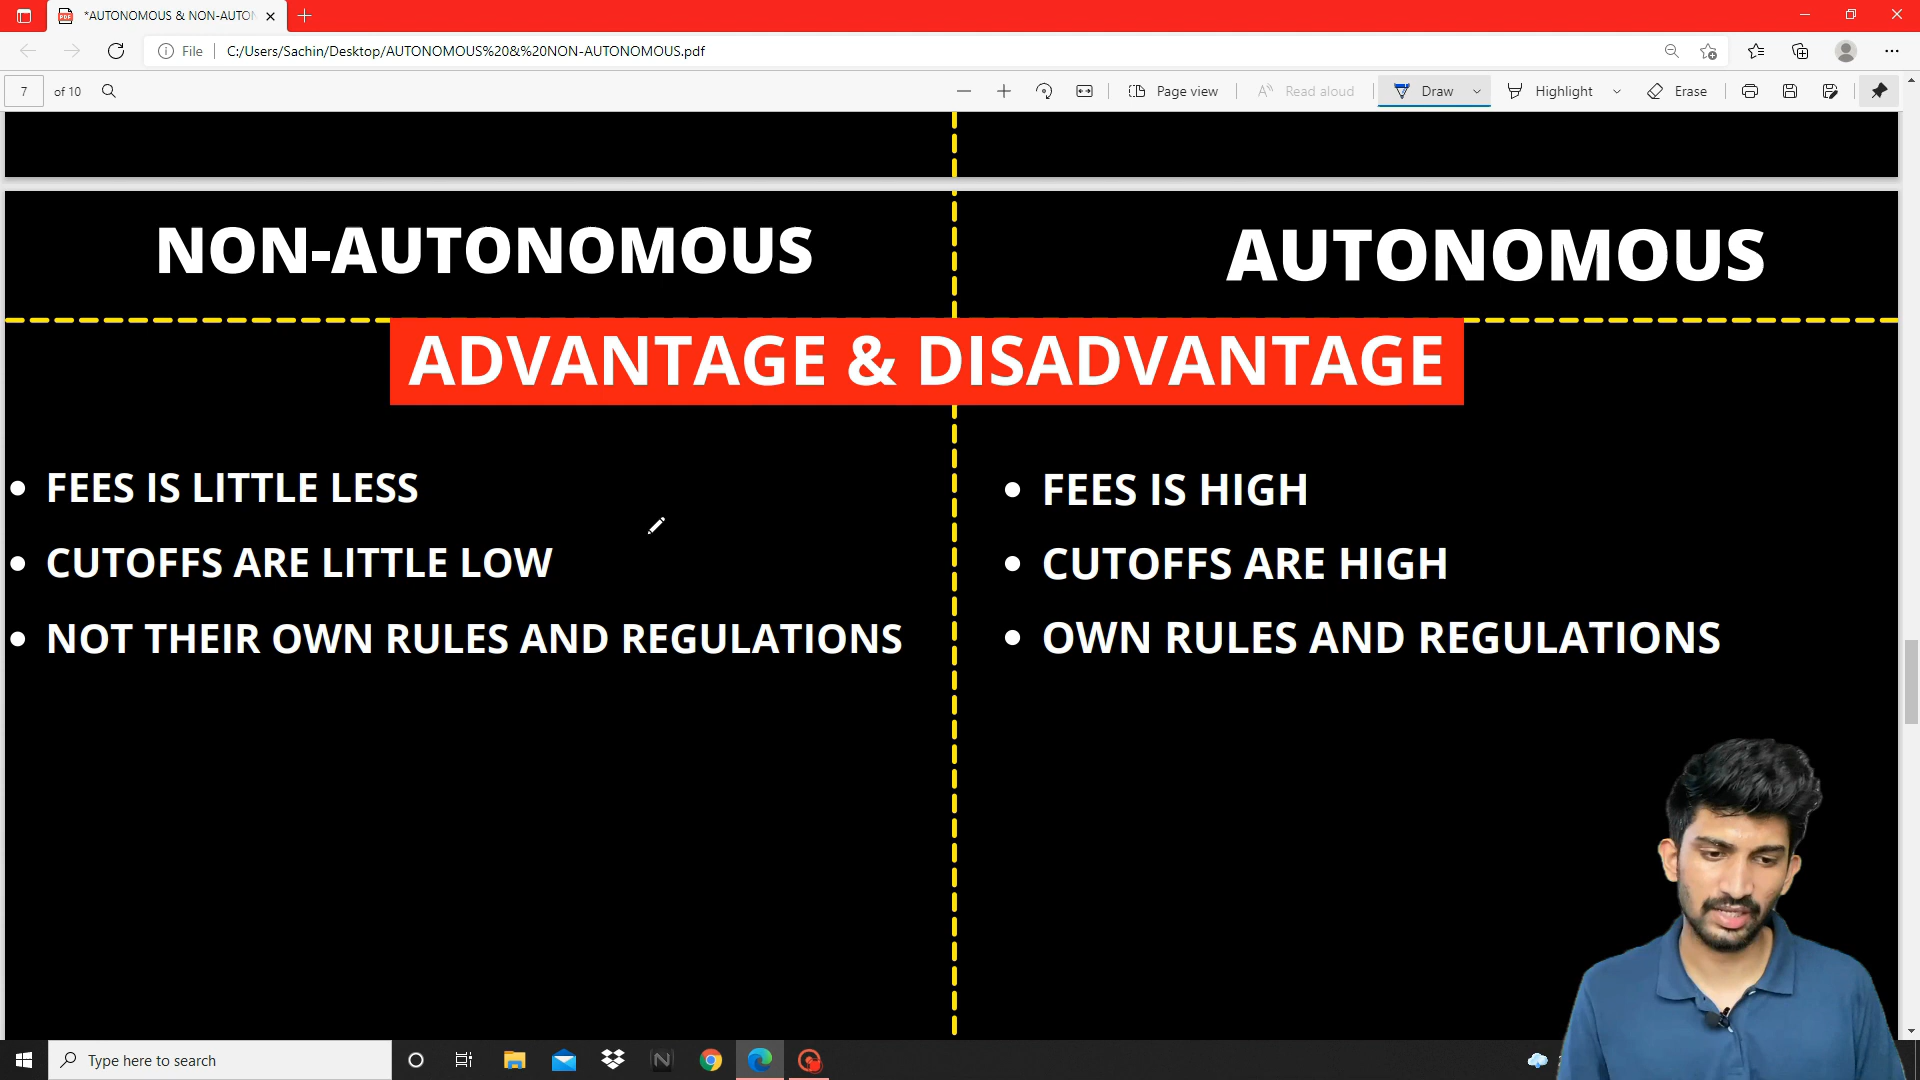 *AUTONOMOUS & NON-AUTON
File
C:/Users/Sachin/Desktop/AUTONOMOUS%20&%20NON-AUTONOMOUS.pdf
7 of 10
Page view
Read aloud
Draw
Highlight
Erase
NON-AUTONOMOUS
AUTONOMOUS
ADVANTAGE & DISADVANTAGE
• FEES IS LITTLE LESS
• CUTOFFS ARE LITTLE LOW
• NOT THEIR OWN RULES AND REGULATIONS
• FEES IS HIGH
• CUTOFFS ARE HIGH
• OWN RULES AND REGULATIONS
Type here to search